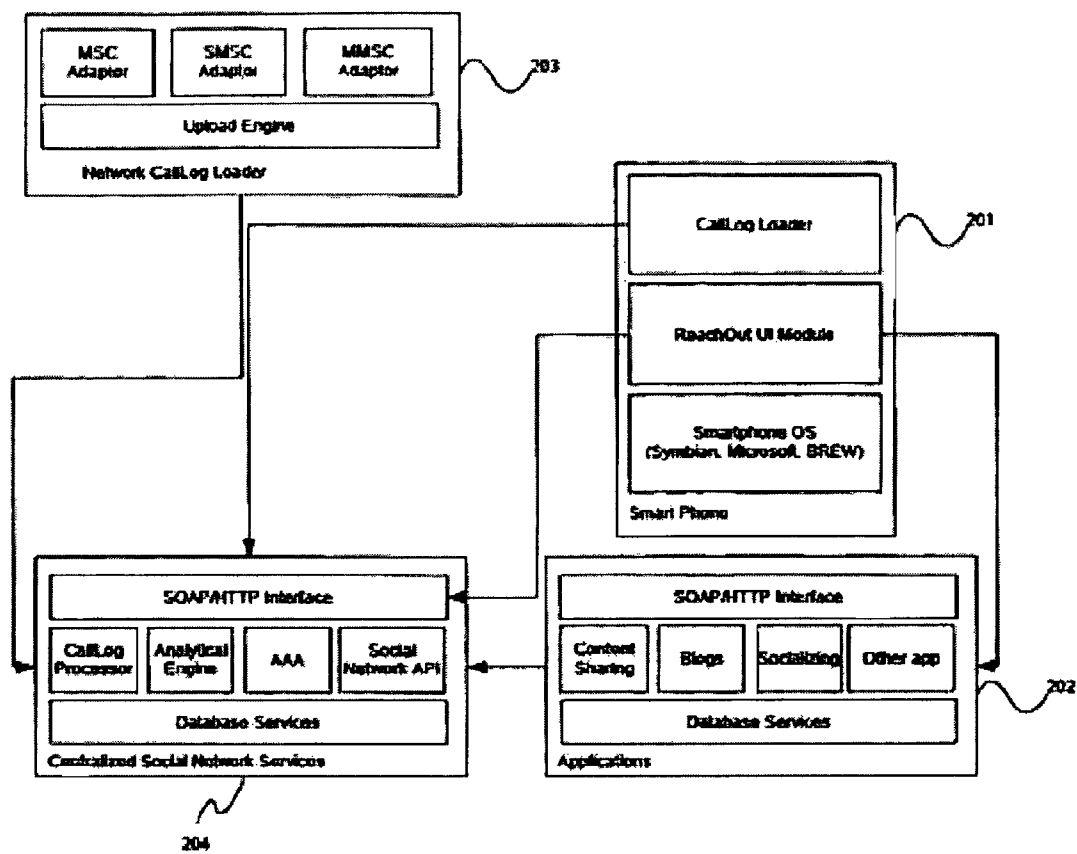 MSC
Adaptor
SMSC
Adaptor
MMSC
Adaptor
Upload Engine
Network CallLog Loader
203
CallLog Loader
201
ReachOut UI Module
Smartphone OS
(Symbian, Microsoft, BREW)
Smart Phone
SOAP/HTTP Interface
CallLog
Processor
Analytical
Engine
AAA
Social
Network API
Database Services
Centralized Social Network Services
204
SOAP/HTTP Interface
Content
Sharing
Blogs
Socializing
Other app
Database Services
Applications
202